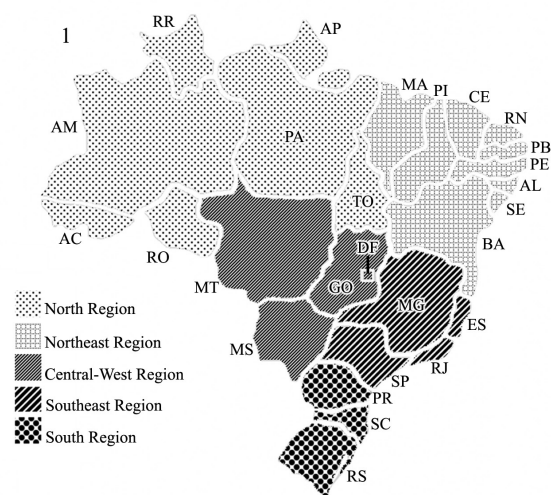 1
RR
AP
AM
PA
MA
PI
CE
RN
PB
PE
AL
SE
TO
AC
RO
BA
DF
GO
MT
MG
MS
ES
RJ
SP
PR
SC
RS
North Region
Northeast Region
Central-West Region
Southeast Region
South Region